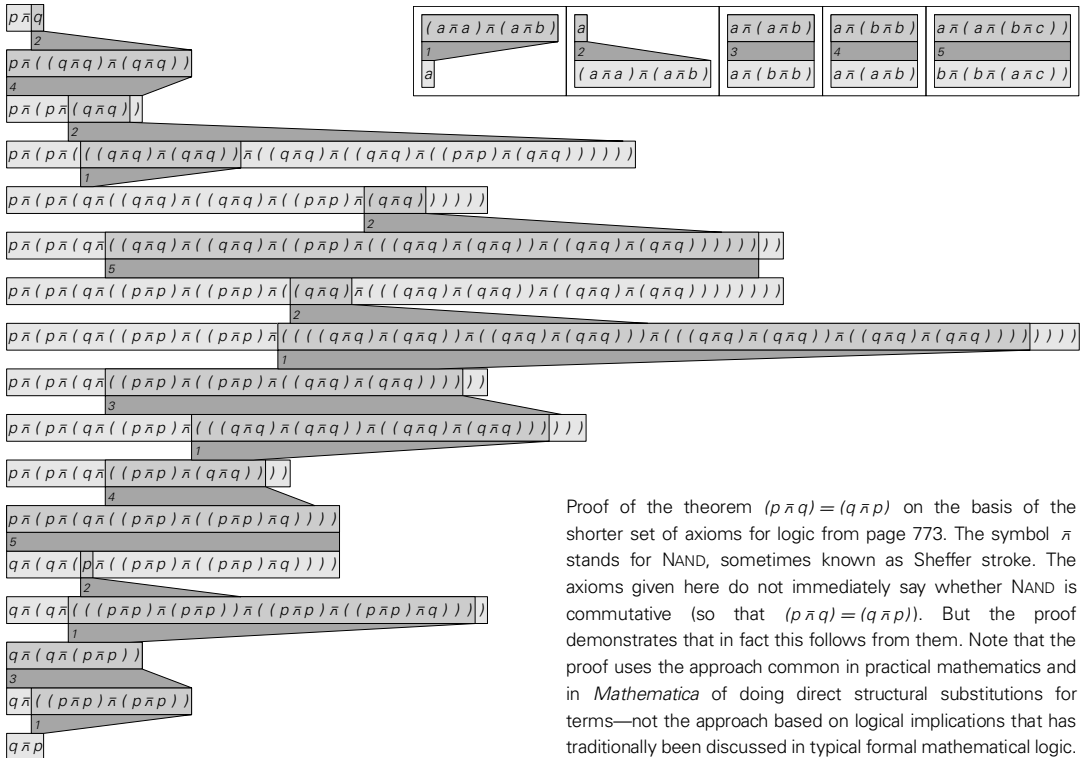 p⊼q
2
p⊼((q⊼q)⊼(q⊼q))
4
p⊼(p⊼(q⊼q))
2
p⊼(p⊼(((q⊼q)⊼(q⊼q))⊼((q⊼q)⊼((q⊼q)⊼((p⊼p)⊼(q⊼q))))))
1
p⊼(p⊼(q⊼((q⊼q)⊼((q⊼q)⊼((p⊼p)⊼(q⊼q))))))
2
p⊼(p⊼(q⊼((q⊼q)⊼((q⊼q)⊼((p⊼p)⊼(((q⊼q)⊼(q⊼q))⊼((q⊼q)⊼(q⊼q)))))))))
5
p⊼(p⊼(q⊼((p⊼p)⊼((p⊼p)⊼((q⊼q)⊼(((q⊼q)⊼(q⊼q))⊼((q⊼q)⊼(q⊼q)))))))))
2
p⊼(p⊼(q⊼((p⊼p)⊼((p⊼p)⊼((((q⊼q)⊼(q⊼q))⊼((q⊼q)⊼(q⊼q)))⊼(((q⊼q)⊼(q⊼q))⊼((q⊼q)⊼(q⊼q)))))))))
1
p⊼(p⊼(q⊼((p⊼p)⊼((p⊼p)⊼((q⊼q)⊼(q⊼q))))))
3
p⊼(p⊼(q⊼((p⊼p)⊼(((q⊼q)⊼(q⊼q))⊼((q⊼q)⊼(q⊼q))))))
1
p⊼(p⊼(q⊼((p⊼p)⊼(q⊼q))))
4
p⊼(p⊼(q⊼((p⊼p)⊼((p⊼p)⊼q))))
5
q⊼(q⊼(p⊼((p⊼p)⊼((p⊼p)⊼q))))
2
q⊼(q⊼(((p⊼p)⊼(p⊼p))⊼((p⊼p)⊼((p⊼p)⊼q))))
1
q⊼(q⊼(p⊼p))
3
q⊼((p⊼p)⊼(p⊼p))
1
q⊼p
(a⊼a)⊼(a⊼b)
1
a
a
2
(a⊼a)⊼(a⊼b)
a⊼(a⊼b)
3
a⊼(b⊼b)
a⊼(b⊼b)
4
a⊼(a⊼b)
a⊼(a⊼(b⊼c))
5
b⊼(b⊼(a⊼c))
Proof of the theorem (p⊼q)=(q⊼p) on the basis of the
shorter set of axioms for logic from page 773. The symbol ⊼
stands for NAND, sometimes known as Sheffer stroke. The
axioms given here do not immediately say whether NAND is
commutative (so that (p⊼q)=(q⊼p)). But the proof
demonstrates that in fact this follows from them. Note that the
proof uses the approach common in practical mathematics and
in Mathematica of doing direct structural substitutions for
terms—not the approach based on logical implications that has
traditionally been discussed in typical formal mathematical logic.